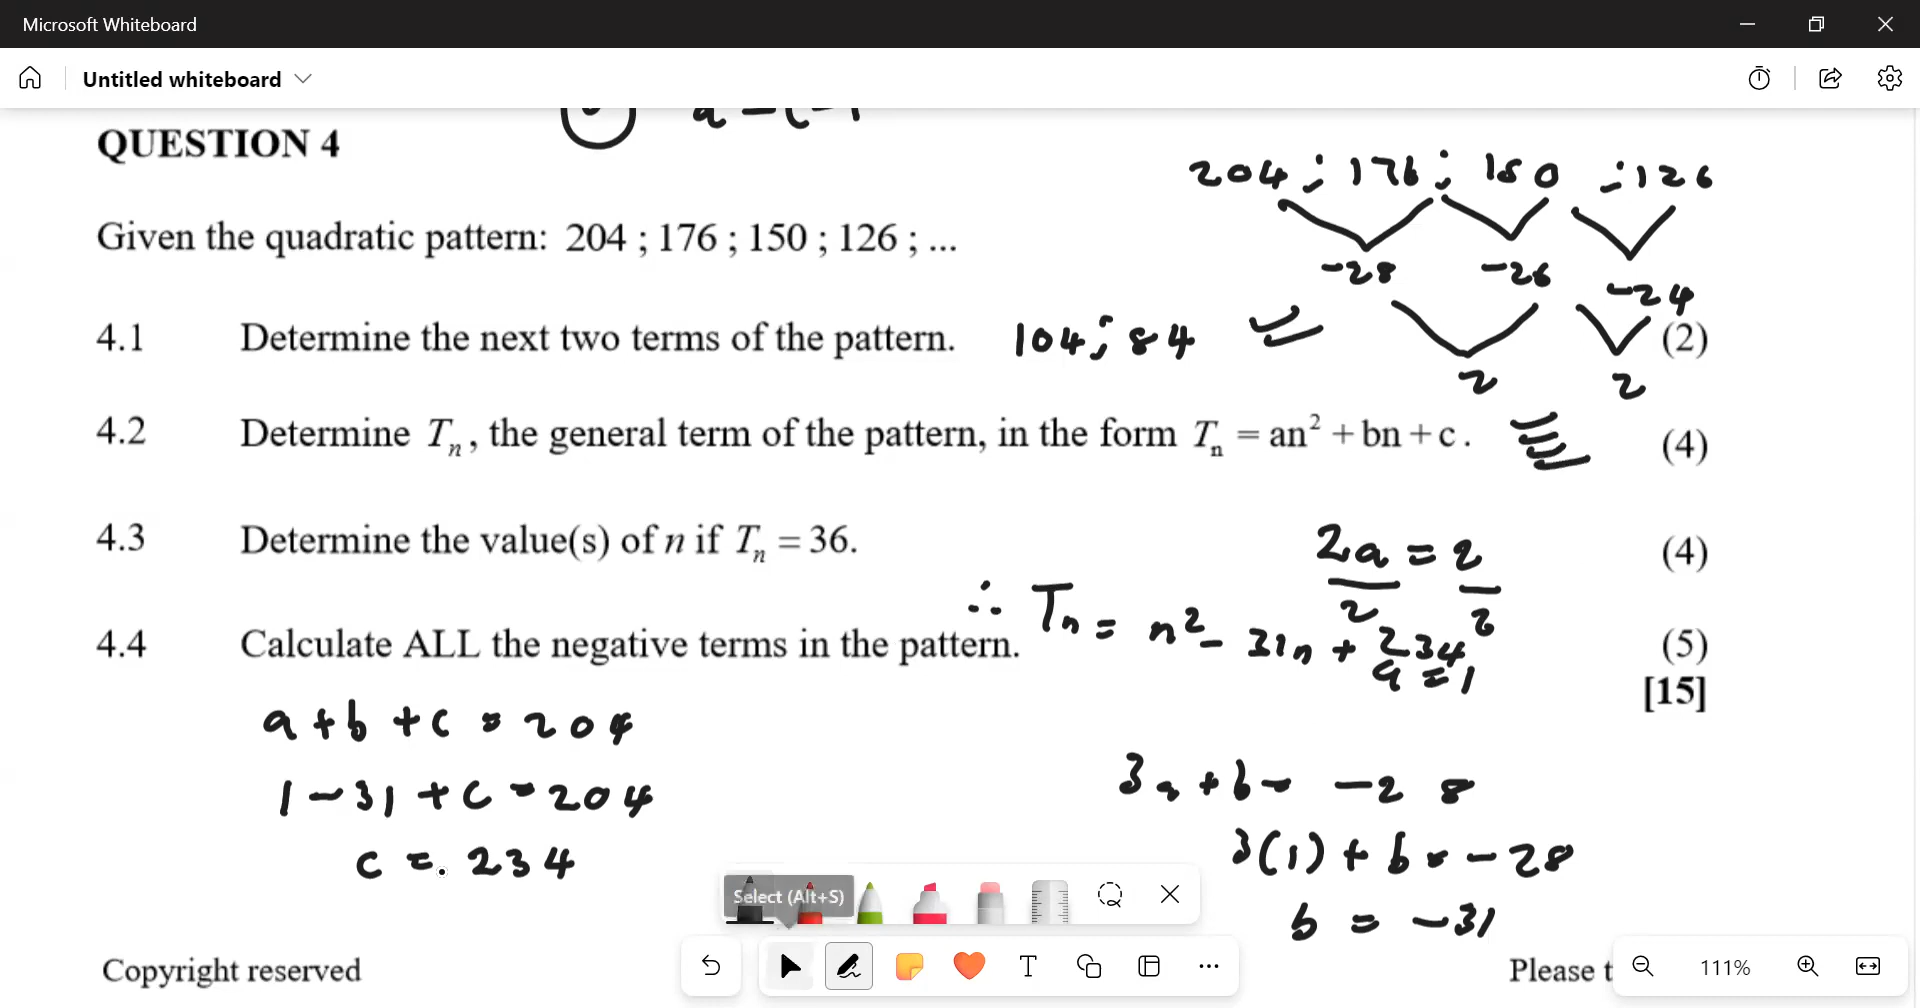 Microsoft Whiteboard
Untitled whiteboard
QUESTION 4
204 ; 176 ; 150 ; 126
Given the quadratic pattern: 204 ; 176 ; 150 ; 126 ; ...
-28 -26 -24
4.1 Determine the next two terms of the pattern. 104 ; 84 (2)
2 2
4.2 Determine Tₙ, the general term of the pattern, in the form Tₙ = an² + bn + c. (4)
4.3 Determine the value(s) of n if Tₙ = 36. (4)
2a = 2
2 2
∴ Tₙ = n² - 31n + 234
4.4 Calculate ALL the negative terms in the pattern. (5)
a = 1
[15]
a + b + c = 204
1 - 31 + c = 204
c = 234
3a + b = -28
3(1) + b = -28
b = -31
Select (Alt+S)
Copyright reserved
Please t
111%